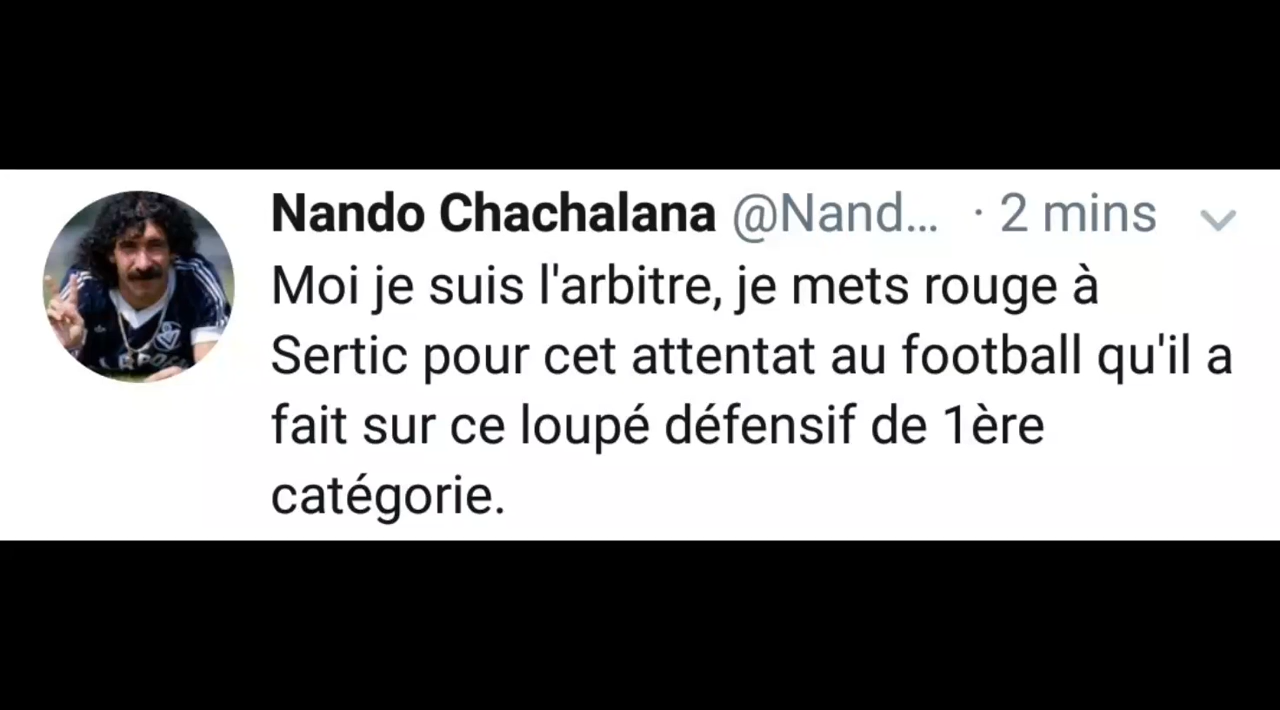 Nando Chachalana @Nand... · 2 mins
Moi je suis l'arbitre, je mets rouge à
Sertic pour cet attentat au football qu'il a
fait sur ce loupé défensif de 1ère
catégorie.